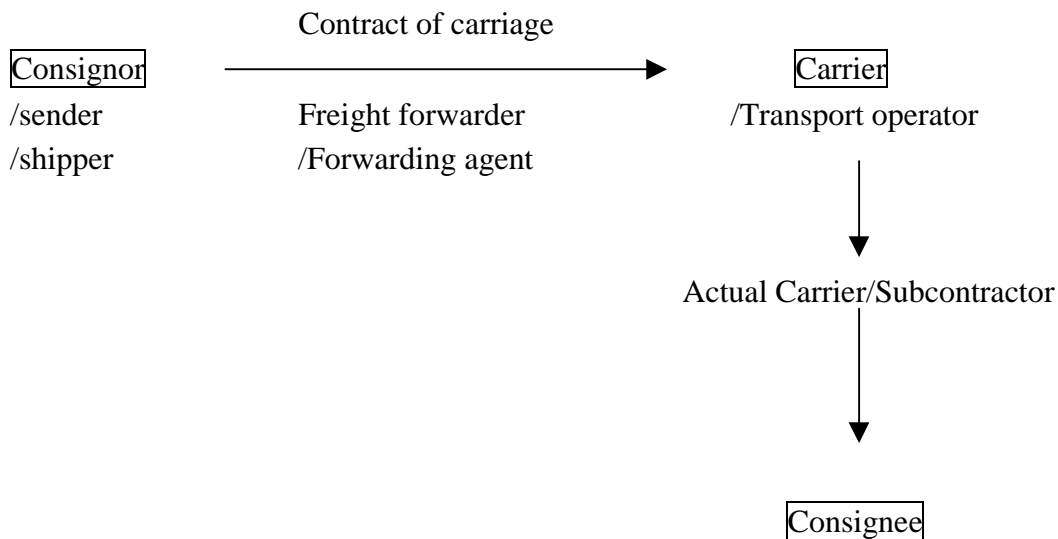 Contract of carriage
Consignor
Carrier
/sender
Freight forwarder
/Transport operator
/shipper
/Forwarding agent
Actual Carrier/Subcontractor
Consignee